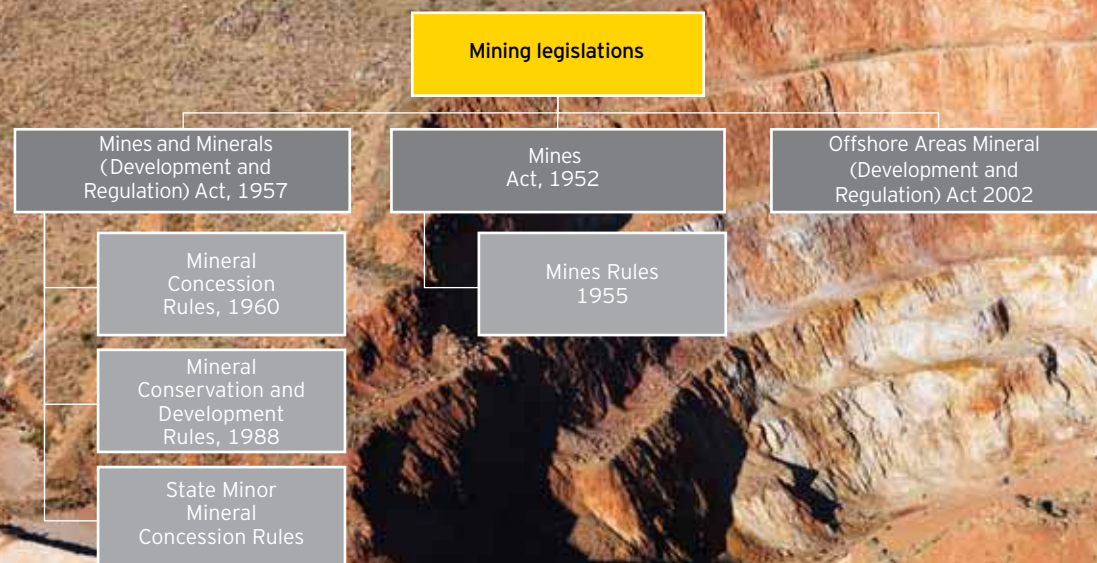 Mining legislations
Mines and Minerals
(Development and
Regulation) Act, 1957
Mines
Act, 1952
Offshore Areas Mineral
(Development and
Regulation) Act 2002
Mineral
Concession
Rules, 1960
Mines Rules
1955
Mineral
Conservation and
Development
Rules, 1988
State Minor
Mineral
Concession Rules